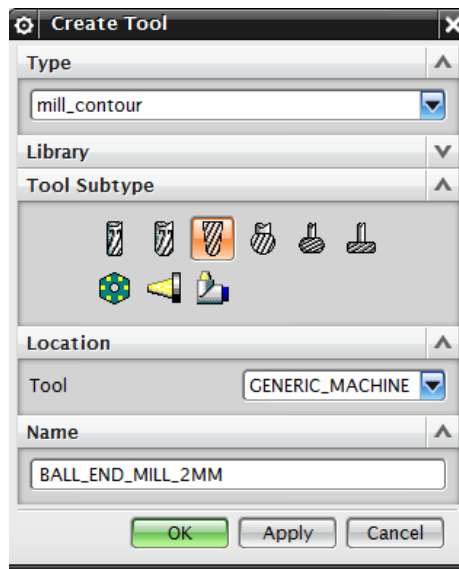 Create Tool
Type
mill_contour
Library
Tool Subtype
Location
Tool GENERIC_MACHINE
Name
BALL_END_MILL_2MM
OK Apply Cancel